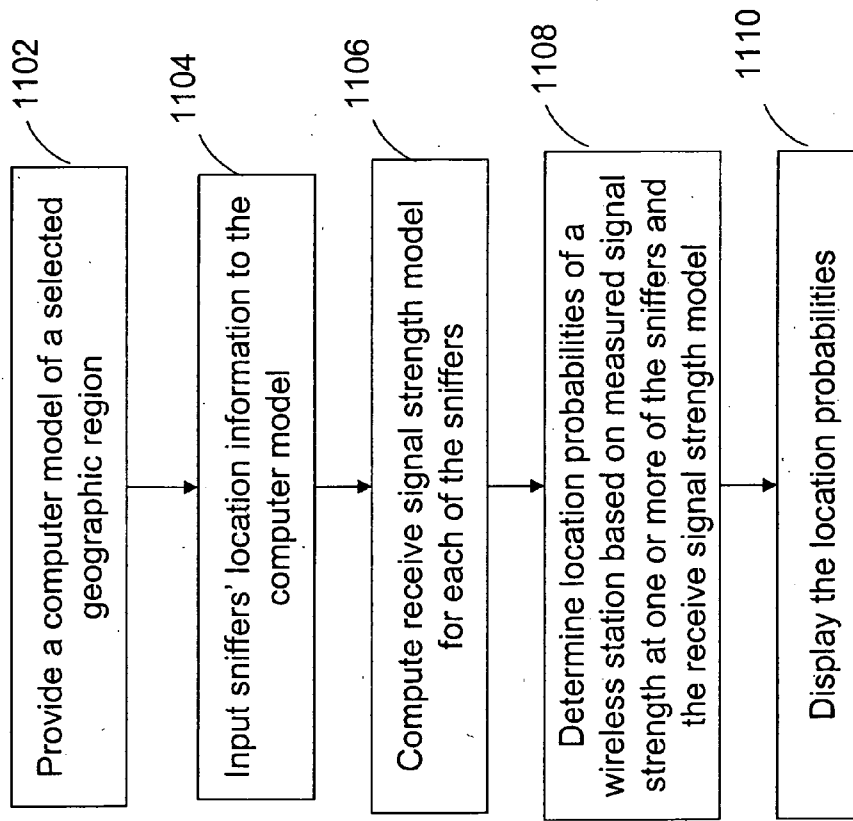 1102
Provide a computer model of a selected
geographic region
1104
Input sniffers' location information to the
computer model
1106
Compute receive signal strength model
for each of the sniffers
1108
Determine location probabilities of a
wireless station based on measured signal
strength at one or more of the sniffers and
the receive signal strength model
1110
Display the location probabilities